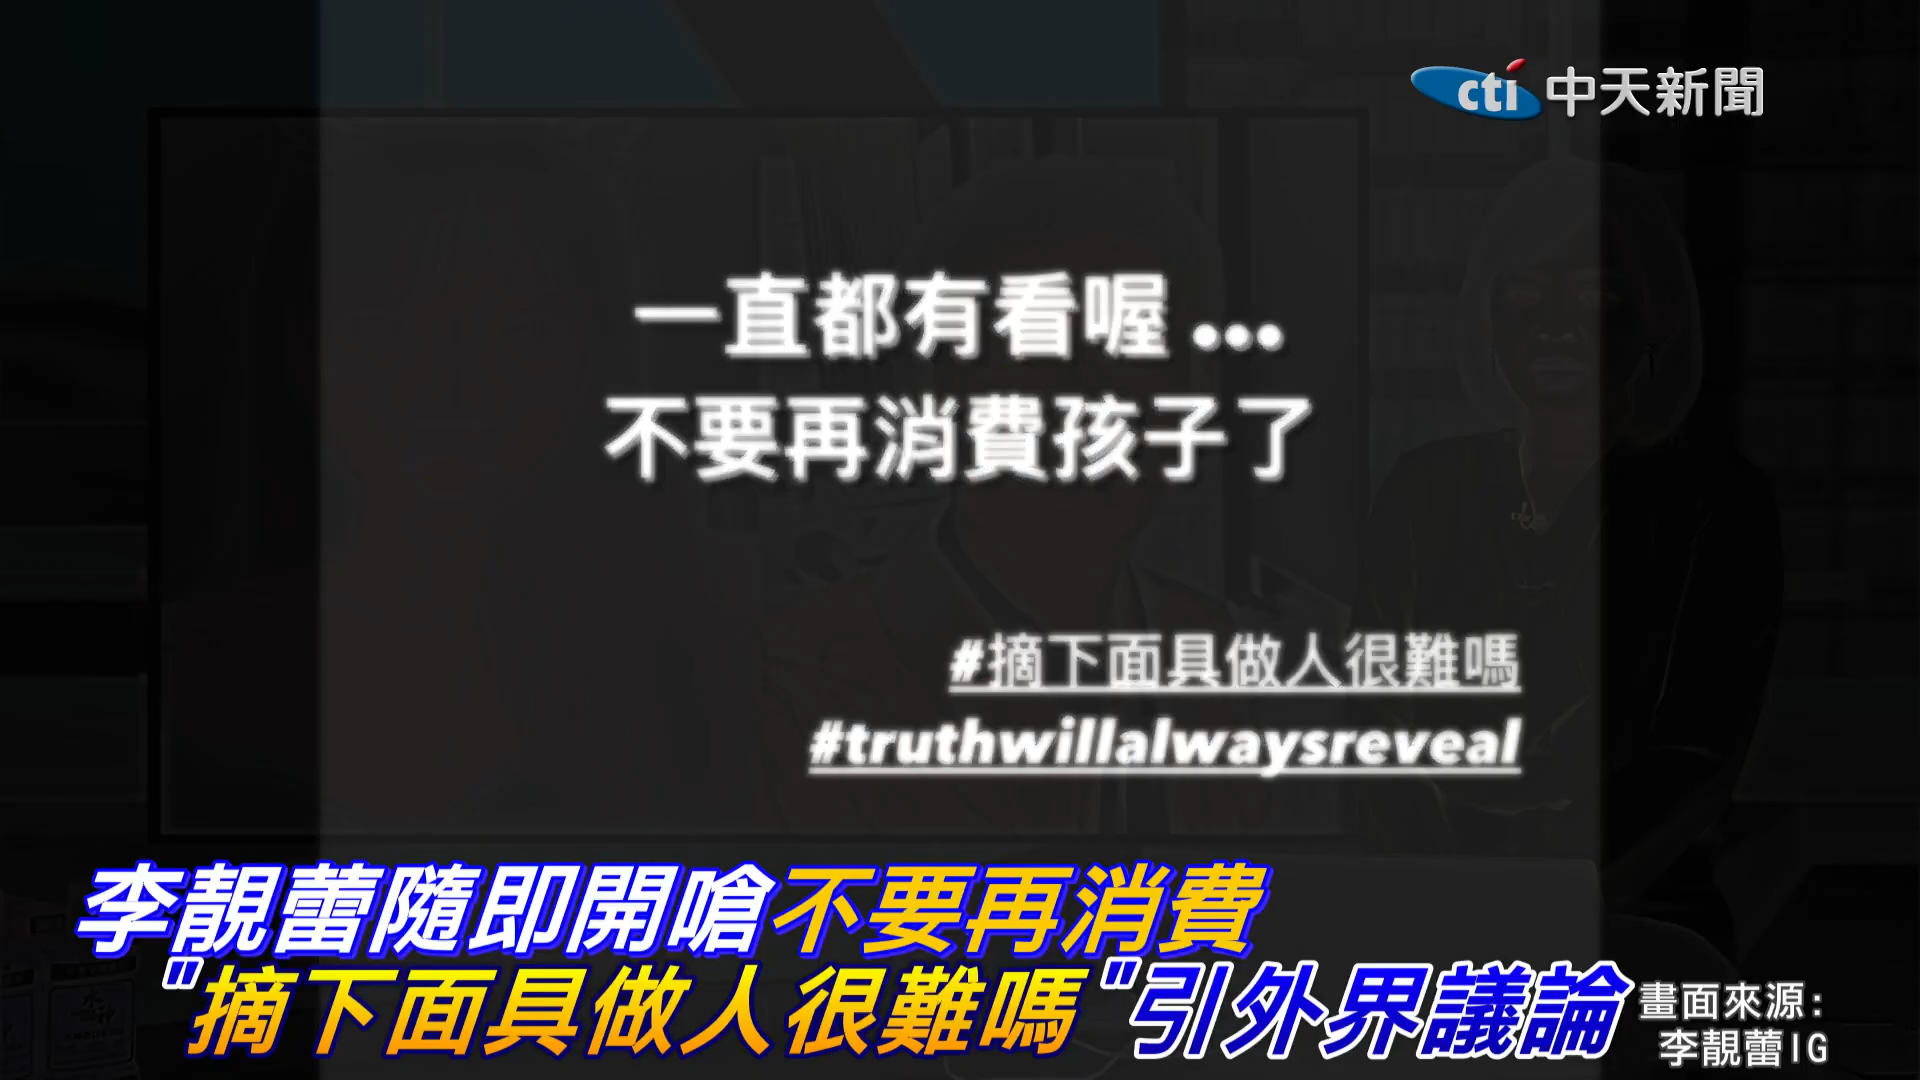 cti 中天新聞
一直都有看喔...
不要再消費孩子了
#摘下面具做人很難嗎
#truthwillalwaysreveal
李靚蕾隨即開嗆不要再消費
"摘下面具做人很難嗎"引外界議論
畫面來源:
李靚蕾IG